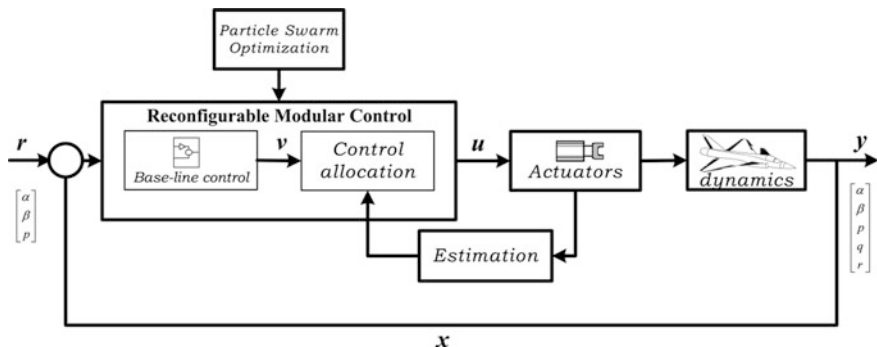 Particle Swarm
Optimization
Reconfigurable Modular Control
r
v
u
y
Base-line control
Control
allocation
Actuators
dynamics
α
β
p
α
β
p
q
r
Estimation
x